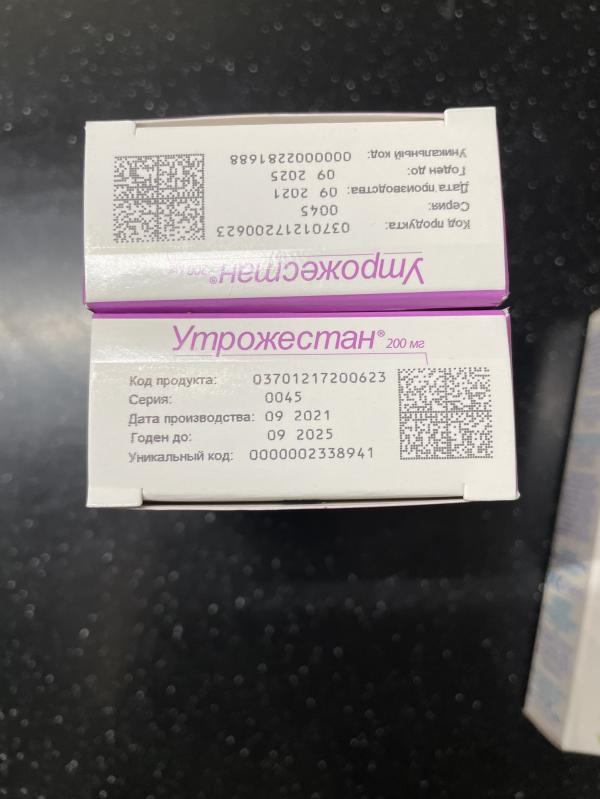 Утрожестан® 200 мг
Код продукта: 03701217200623
Серия: 0045
Дата производства: 09 2021
Годен до: 09 2025
Уникальный код: 0000002281688
Утрожестан® 200 мг
Код продукта: 03701217200623
Серия: 0045
Дата производства: 09 2021
Годен до: 09 2025
Уникальный код: 0000002338941